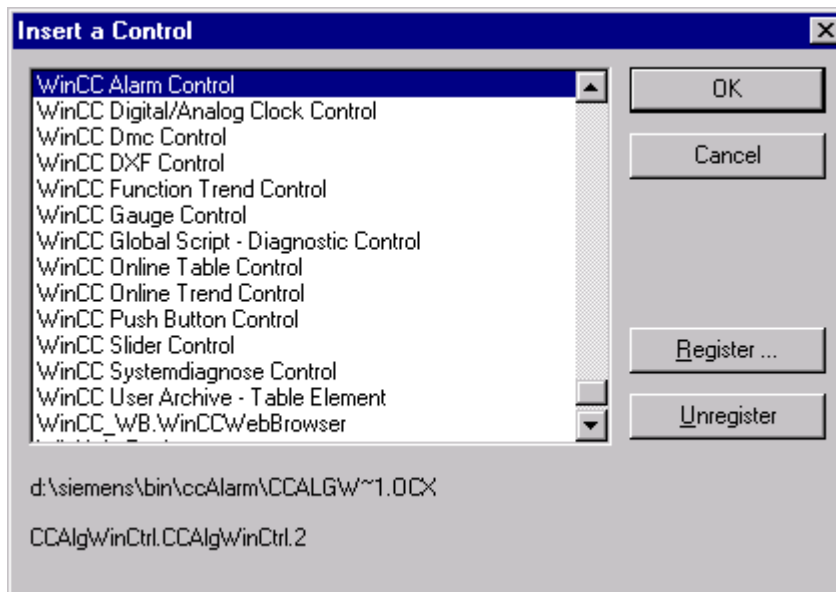 Insert a Control
WinCC Alarm Control
WinCC Digital/Analog Clock Control
WinCC Dmc Control
WinCC DXF Control
WinCC Function Trend Control
WinCC Gauge Control
WinCC Global Script - Diagnostic Control
WinCC Online Table Control
WinCC Online Trend Control
WinCC Push Button Control
WinCC Slider Control
WinCC Systemdiagnose Control
WinCC User Archive - Table Element
WinCC_WB.WinCCWebBrowser
OK
Cancel
Register ...
Unregister
d:\siemens\bin\ccAlarm\CCALGW~1.OCX
CCAlgWinCtrl.CCAlgWinCtrl.2